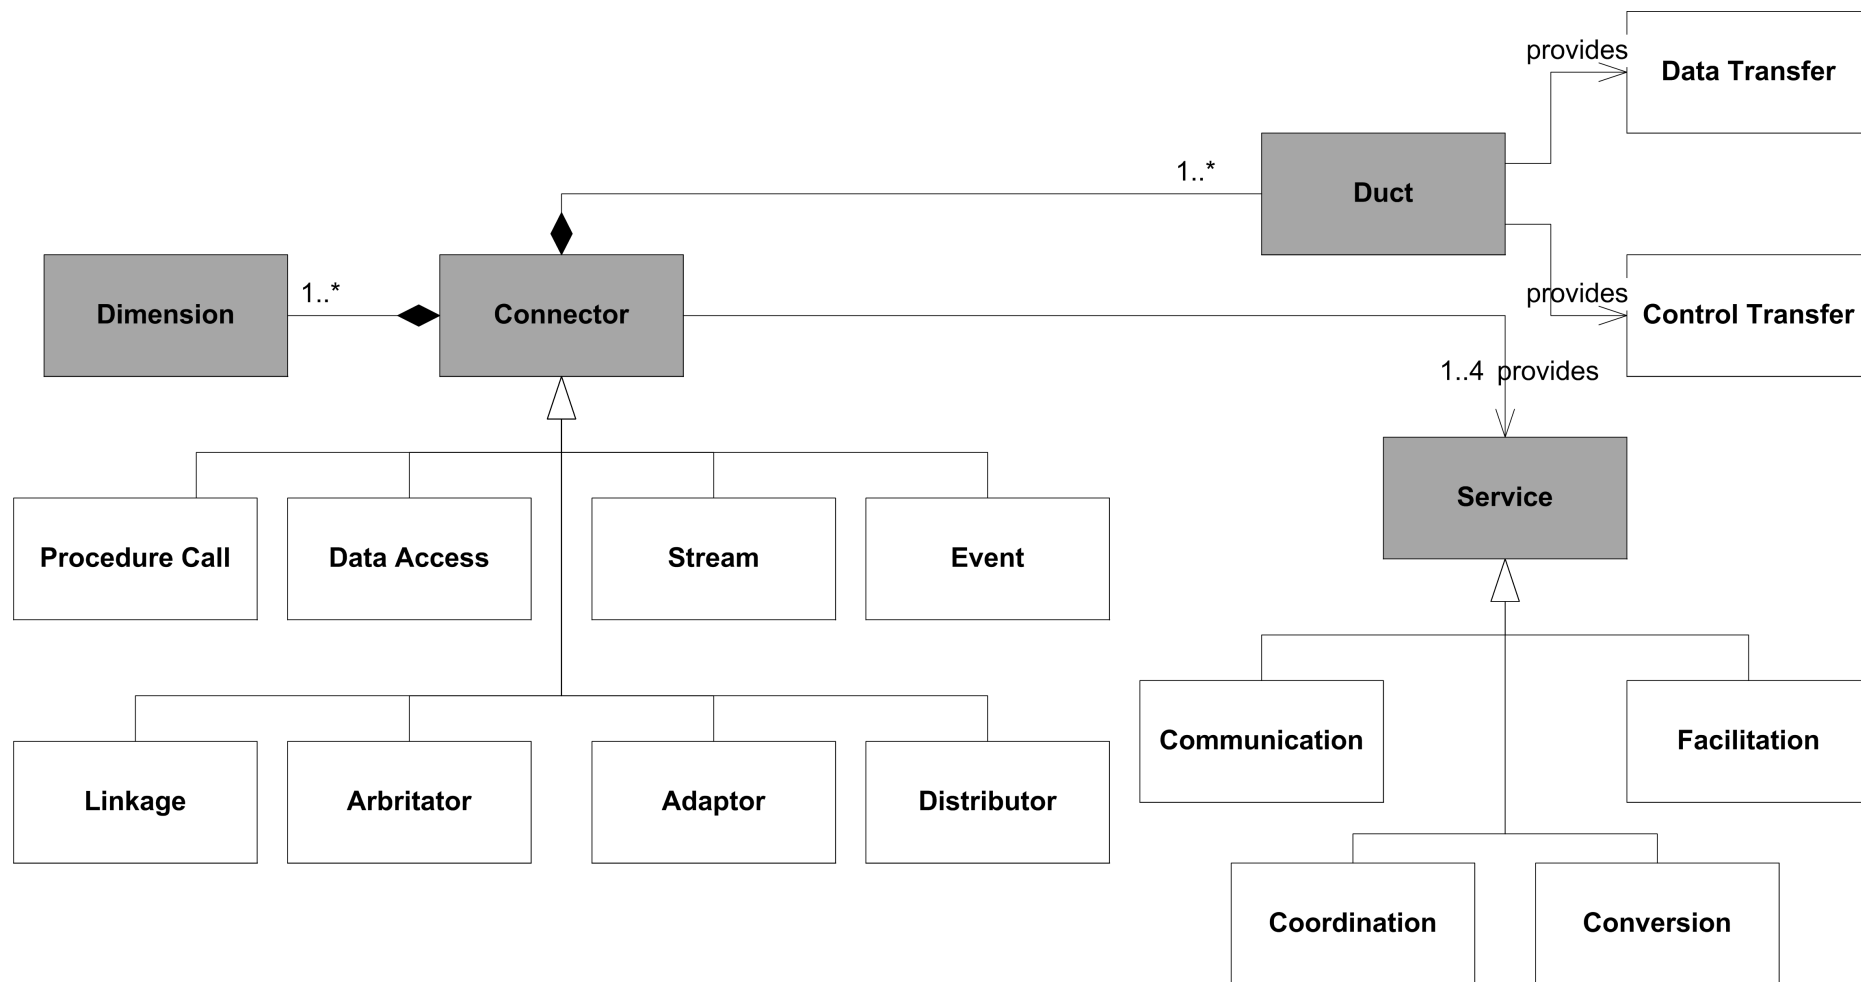 provides
Data Transfer
1..*
Duct
Dimension
1..*
Connector
provides
Control Transfer
1..4 provides
Service
Procedure Call
Data Access
Stream
Event
Communication
Facilitation
Linkage
Arbritator
Adaptor
Distributor
Coordination
Conversion